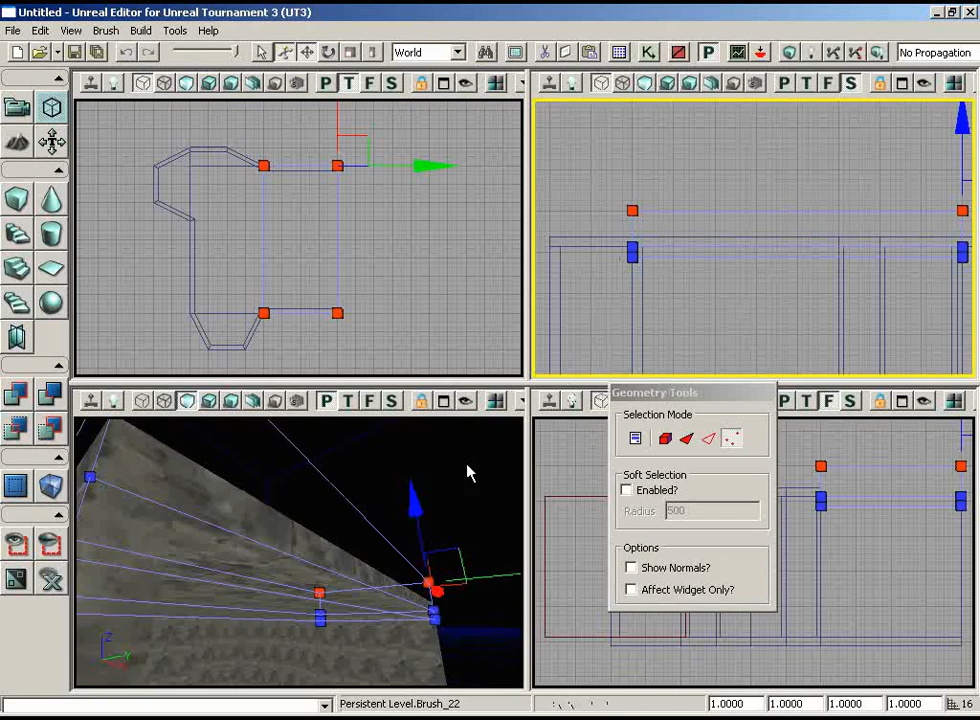 Untitled - Unreal Editor for Unreal Tournament 3 (UT3)
File Edit View Brush Build Tools Help
World
P
No Propagation
P T F S
P T F S
P T F S
T F S
Geometry Tools
Selection Mode
Soft Selection
Enabled?
Radius 500
Options
Show Normals?
Affect Widget Only?
Z
Y
Persistent Level.Brush_22
1.0000 1.0000 1.0000 1.0000 16